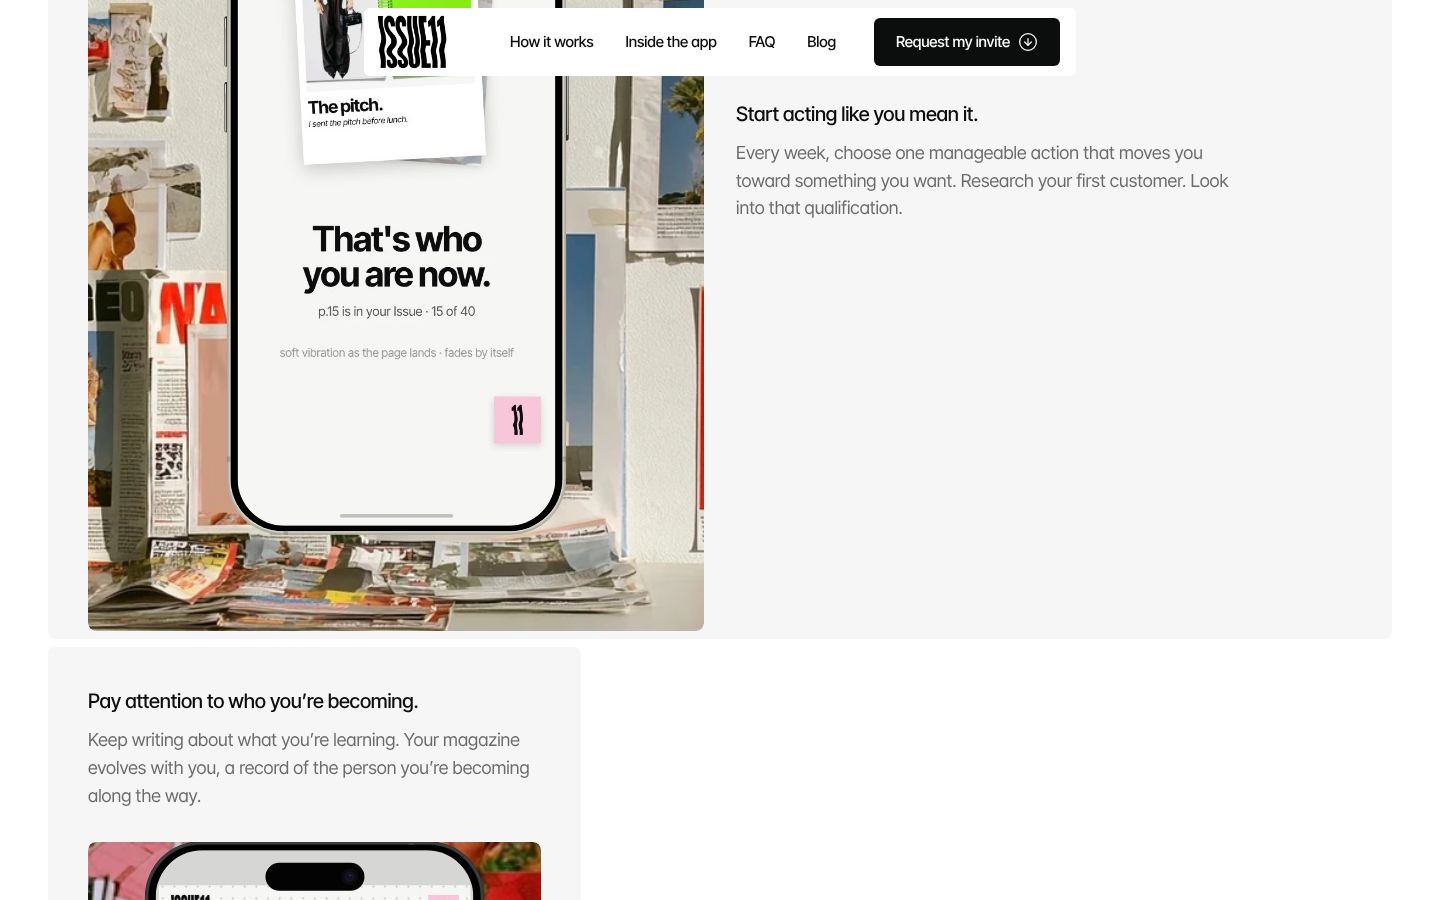 ISSUE11
How it works
Inside the app
FAQ
Blog
Request my invite
The pitch.
I sent the pitch before lunch.
That's who
you are now.
p.15 is in your Issue · 15 of 40
soft vibration as the page lands · fades by itself
11
GEO
N'A
Start acting like you mean it.
Every week, choose one manageable action that moves you
toward something you want. Research your first customer. Look
into that qualification.
Pay attention to who you’re becoming.
Keep writing about what you’re learning. Your magazine
evolves with you, a record of the person you’re becoming
along the way.
ISSUE11